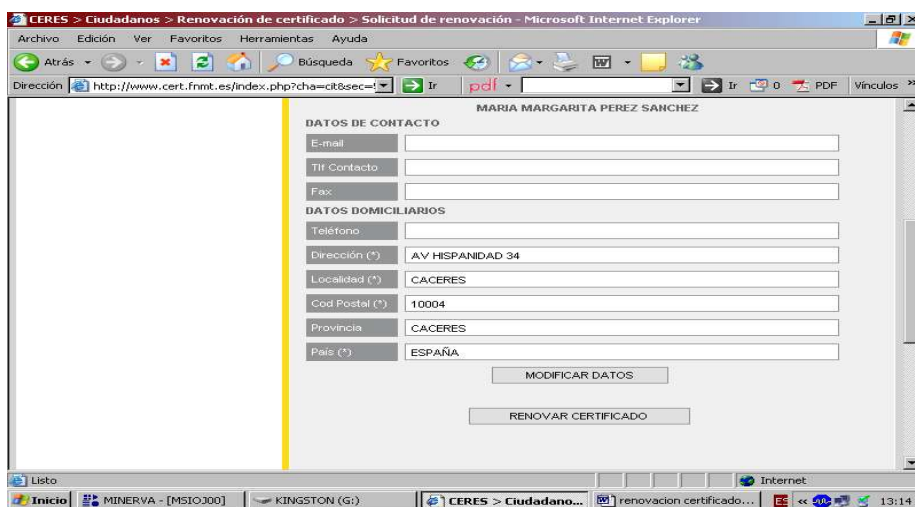 CERES > Ciudadanos > Renovación de certificado > Solicitud de renovación - Microsoft Internet Explorer
Archivo Edición Ver Favoritos Herramientas Ayuda
Atrás Búsqueda Favoritos
Dirección http://www.cert.fnmt.es/index.php?cha=cit&sec= Ir pdf Ir 0 PDF Vínculos »
MARIA MARGARITA PEREZ SANCHEZ
DATOS DE CONTACTO
E-mail
Tlf Contacto
Fax
DATOS DOMICILIARIOS
Teléfono
Dirección (*) AV HISPANIDAD 34
Localidad (*) CACERES
Cod Postal (*) 10004
Provincia CACERES
País (*) ESPAÑA
MODIFICAR DATOS
RENOVAR CERTIFICADO
Listo Internet
Inicio MINERVA - [MSIOJ00] KINGSTON (G:) CERES > Ciudadano... renovacion certificado... ES « 13:14